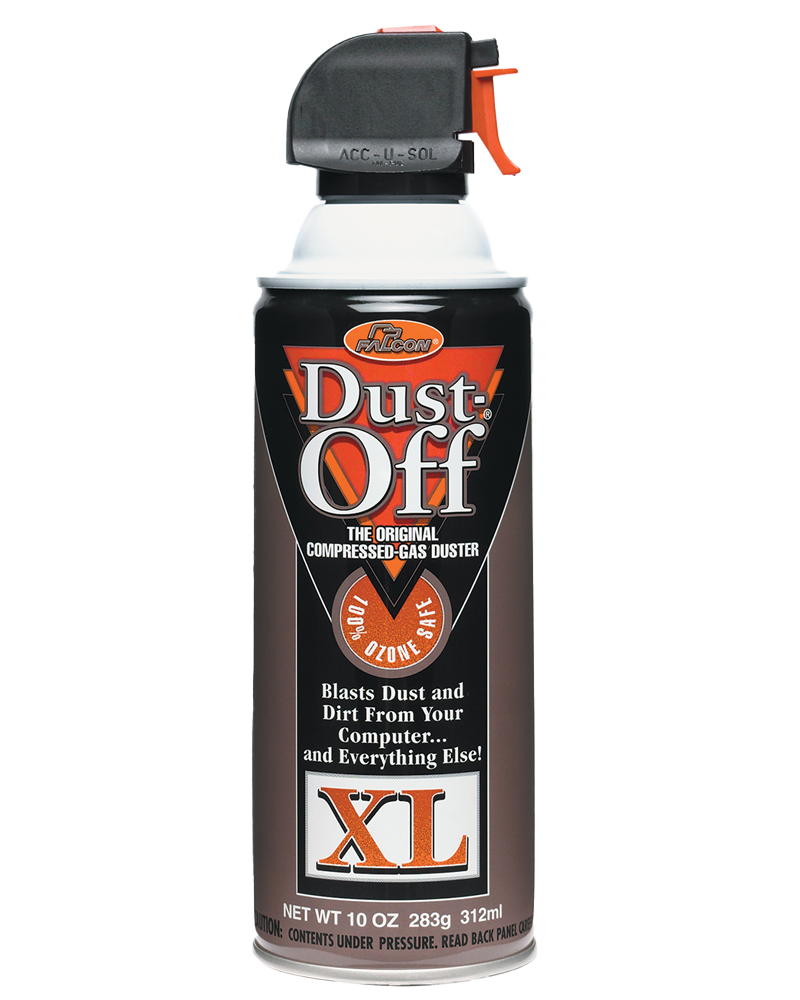 ACC-U-SOL
FALCON®
Dust-
Off®
THE ORIGINAL
COMPRESSED-GAS DUSTER
100% OZONE SAFE
Blasts Dust and
Dirt From Your
Computer...
and Everything Else!
XL
NET WT 10 OZ 283g 312ml
CONTENTS UNDER PRESSURE. READ BACK PANEL